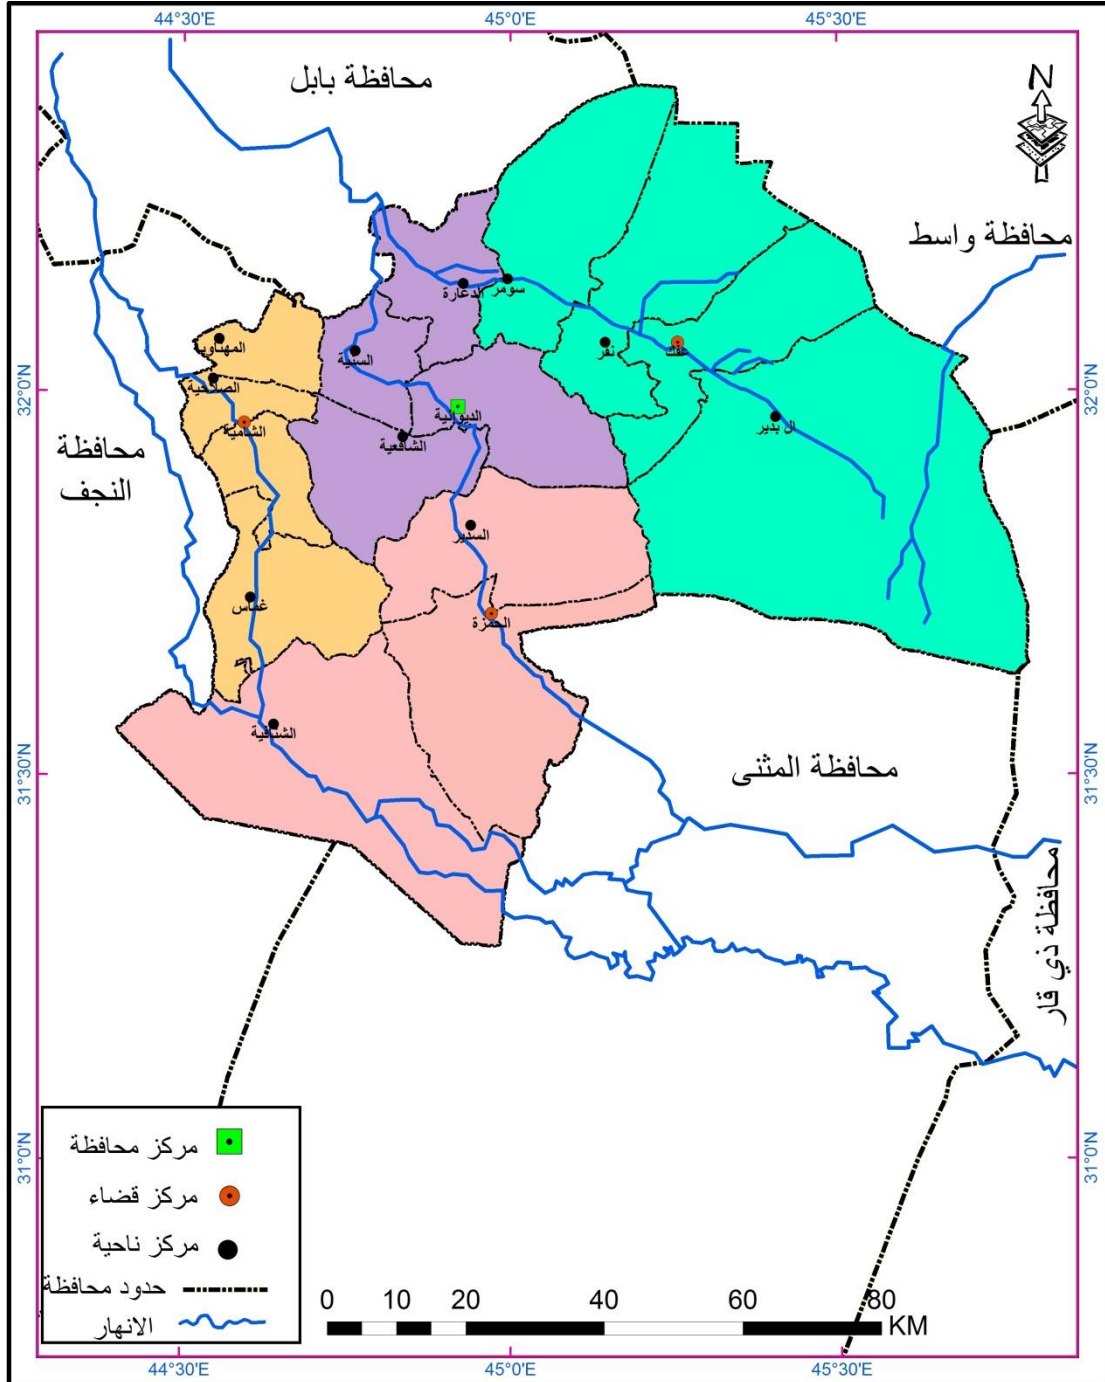 44°30'E
45°0'E
45°30'E
N
محافظة بابل
محافظة واسط
سومر
الدغارة
المهناوية
السنية
نفر
عفك
32°0'N
32°0'N
الصلاحية
الديوانية
ال بدير
الشامية
الشافعية
محافظة
النجف
السدير
غماس
الحمزة
الشنافية
31°30'N
محافظة المثنى
31°30'N
محافظة ذي قار
31°0'N
31°0'N
مركز محافظة
مركز قضاء
مركز ناحية
حدود محافظة
الانهار
0 10 20 40 60 80
KM
44°30'E
45°0'E
45°30'E